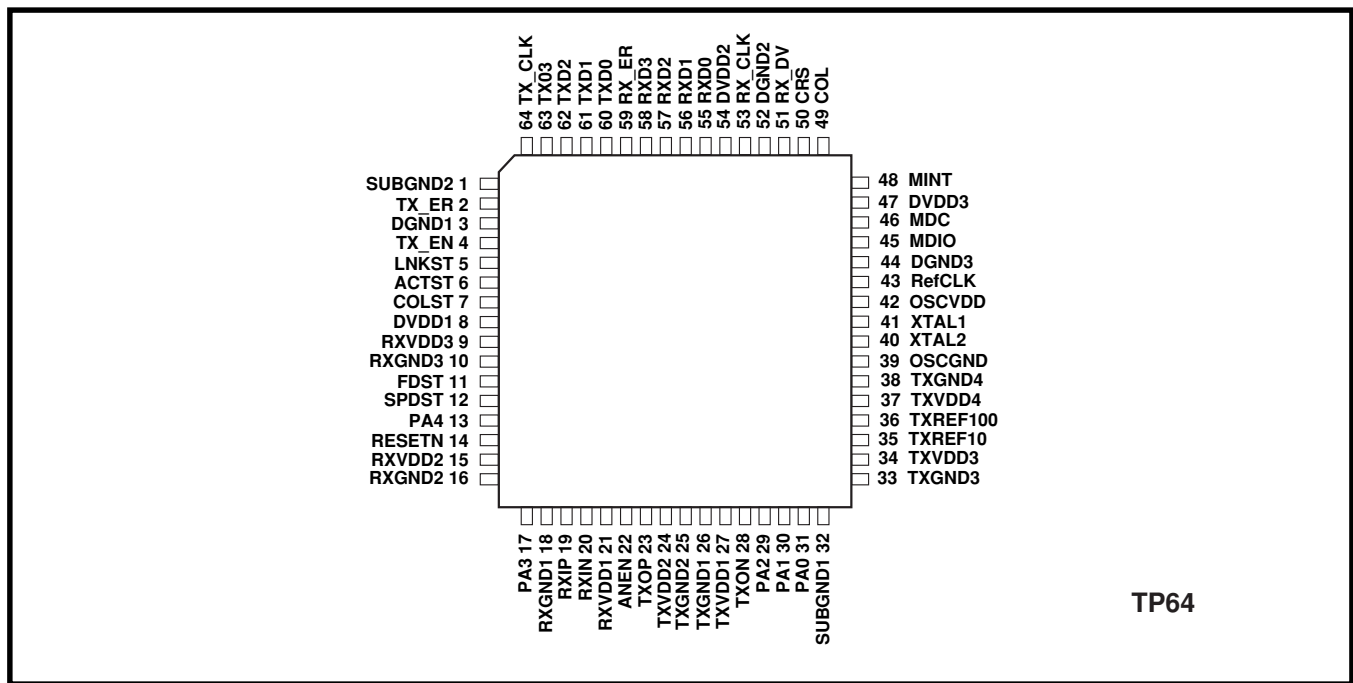 64 TX_CLK
63 TX03
62 TXD2
61 TXD1
60 TXD0
59 RX_ER
58 RXD3
57 RXD2
56 RXD1
55 RXD0
54 DVDD2
53 RX_CLK
52 DGND2
51 RX_DV
50 CRS
49 COL
SUBGND2 1
TX_ER 2
DGND1 3
TX_EN 4
LNKST 5
ACTST 6
COLST 7
DVDD1 8
RXVDD3 9
RXGND3 10
FDST 11
SPDST 12
PA4 13
RESETN 14
RXVDD2 15
RXGND2 16
48 MINT
47 DVDD3
46 MDC
45 MDIO
44 DGND3
43 RefCLK
42 OSCVDD
41 XTAL1
40 XTAL2
39 OSCGND
38 TXGND4
37 TXVDD4
36 TXREF100
35 TXREF10
34 TXVDD3
33 TXGND3
PA3 17
RXGND1 18
RXIP 19
RXIN 20
RXVDD1 21
ANEN 22
TXOP 23
TXVDD2 24
TXGND2 25
TXGND1 26
TXVDD1 27
TXON 28
PA2 29
PA1 30
PA0 31
SUBGND1 32
TP64